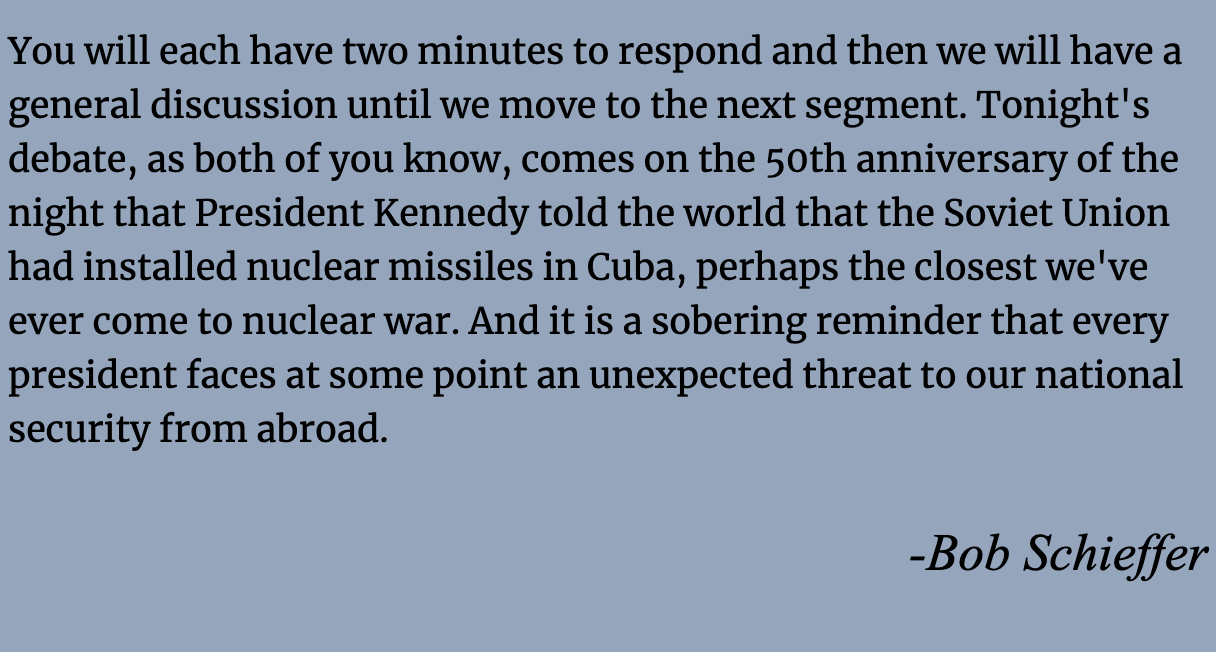 You will each have two minutes to respond and then we will have a
general discussion until we move to the next segment. Tonight's
debate, as both of you know, comes on the 50th anniversary of the
night that President Kennedy told the world that the Soviet Union
had installed nuclear missiles in Cuba, perhaps the closest we've
ever come to nuclear war. And it is a sobering reminder that every
president faces at some point an unexpected threat to our national
security from abroad.
-Bob Schieffer